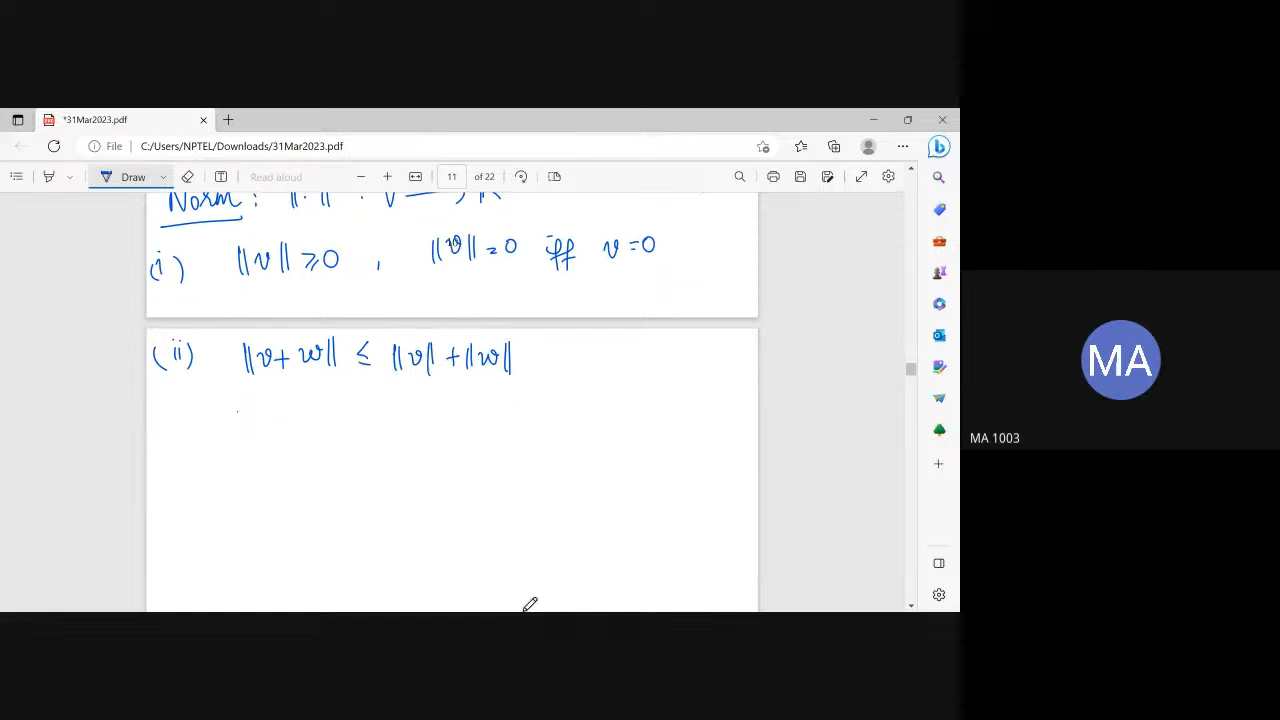 *31Mar2023.pdf
File C:/Users/NPTEL/Downloads/31Mar2023.pdf
Draw Read aloud 11 of 22
Norm : ||·|| : V → R
(i) ||v|| ≥ 0 , ||v|| = 0 iff v = 0
(ii) ||v + w|| ≤ ||v|| + ||w||
MA
MA 1003